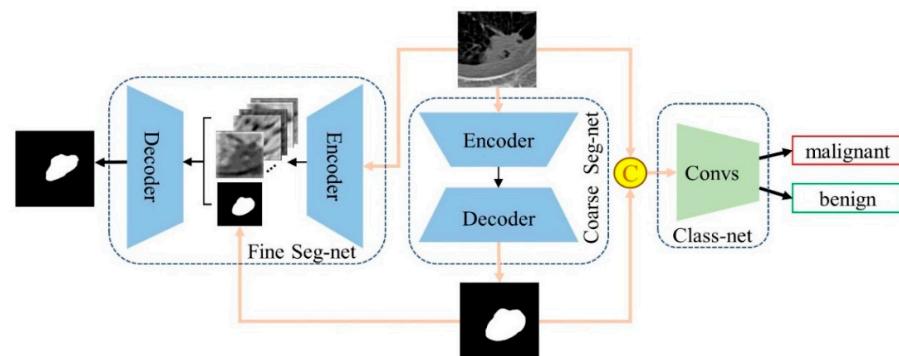 Decoder
Encoder
Fine Seg-net
Encoder
Decoder
Coarse Seg-net
C
Convs
Class-net
malignant
benign